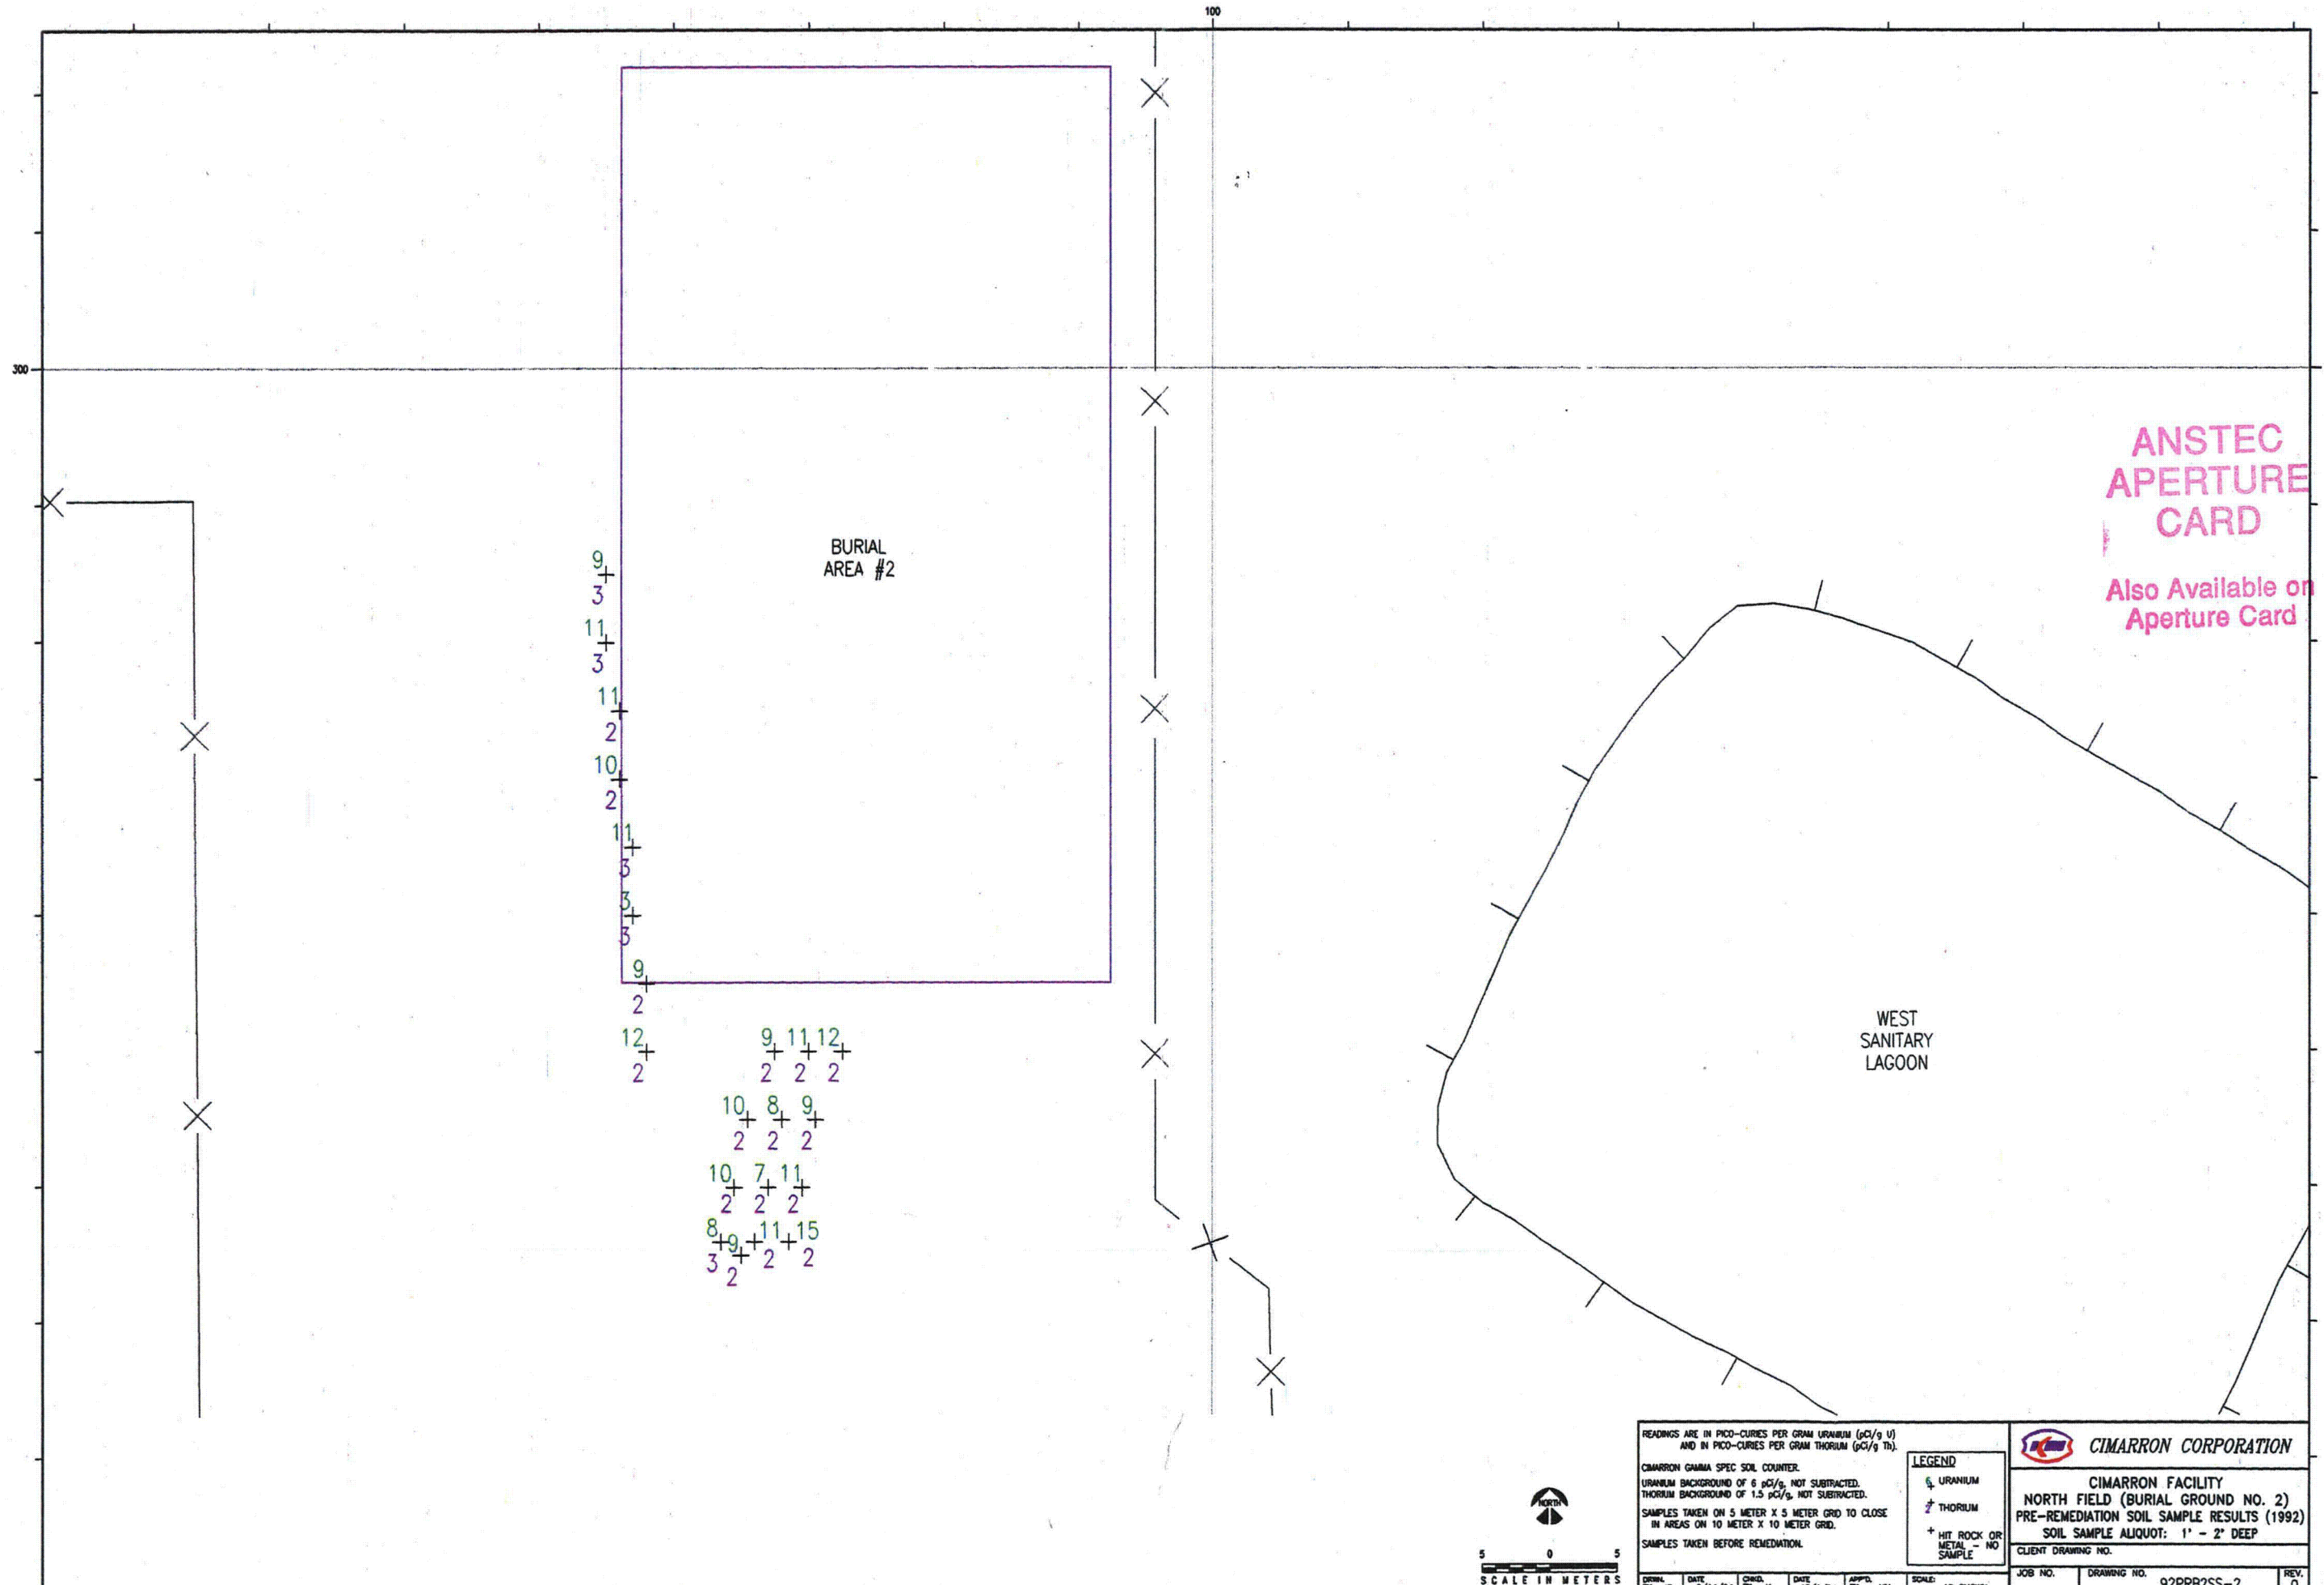 100
300
ANSTEC
APERTURE
CARD
Also Available on
Aperture Card
BURIAL
AREA #2
9
3
11
3
11
2
10
2
11
3
3
3
9
2
12 9 11 12
2 2 2 2
10 8 9
2 2 2
10 7 11
2 2 2
8 9 11 15
3 2 2 2
WEST
SANITARY
LAGOON
NORTH
5 0 5
SCALE IN METERS
READINGS ARE IN PICO-CURIES PER GRAM URANIUM (pCi/g U)
AND IN PICO-CURIES PER GRAM THORIUM (pCi/g Th).
CIMARRON GAMMA SPEC SOIL COUNTER.
URANIUM BACKGROUND OF 6 pCi/g, NOT SUBTRACTED.
THORIUM BACKGROUND OF 1.5 pCi/g, NOT SUBTRACTED.
SAMPLES TAKEN ON 5 METER X 5 METER GRID TO CLOSE
IN AREAS ON 10 METER X 10 METER GRID.
SAMPLES TAKEN BEFORE REMEDIATION.
LEGEND
URANIUM
THORIUM
HIT ROCK OR
METAL - NO
SAMPLE
CIMARRON CORPORATION
CIMARRON FACILITY
NORTH FIELD (BURIAL GROUND NO. 2)
PRE-REMEDIATION SOIL SAMPLE RESULTS (1992)
SOIL SAMPLE ALIQUOT: 1' - 2' DEEP
CLIENT DRAWING NO.
JOB NO. DRAWING NO. REV.
DRWN. DATE CHKD. DATE APP'D. SCALE: